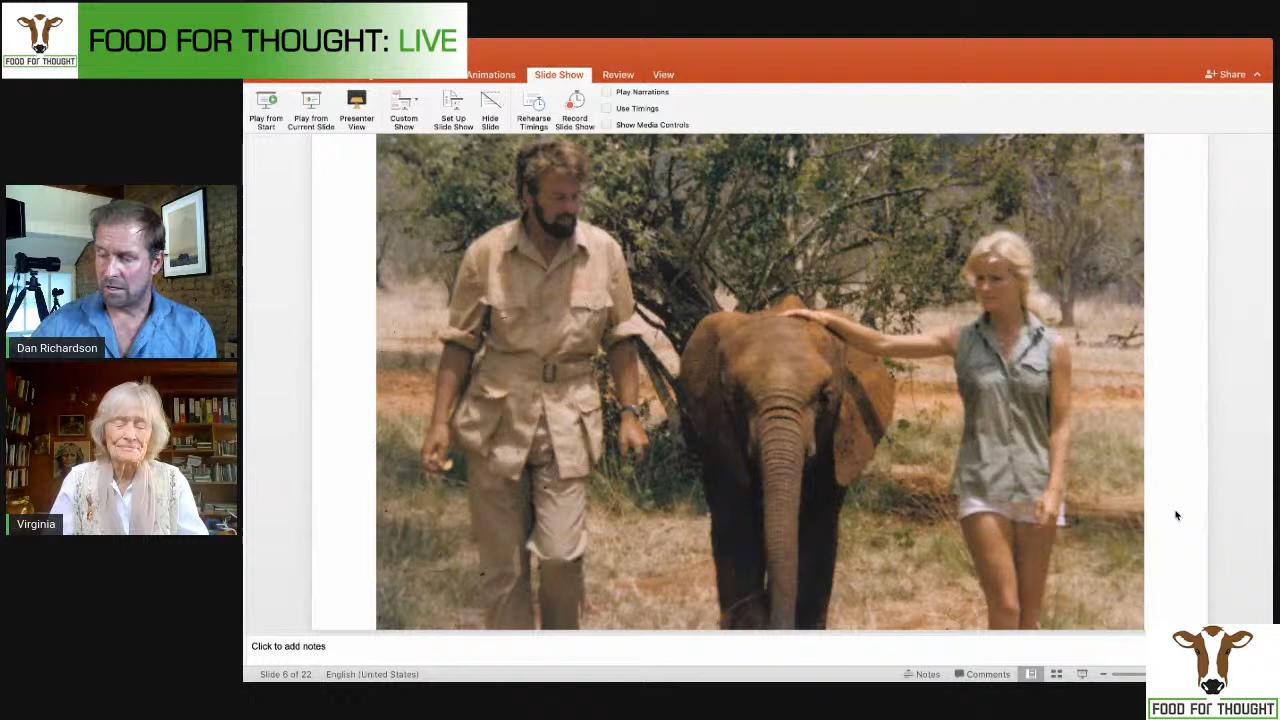 FOOD FOR THOUGHT
FOOD FOR THOUGHT: LIVE
Animations
Slide Show
Review
View
Share
Play from
Start
Play from
Current Slide
Presenter
View
Custom
Show
Set Up
Slide Show
Hide
Slide
Rehearse
Timings
Record
Slide Show
Play Narrations
Use Timings
Show Media Controls
Dan Richardson
Virginia
Click to add notes
Slide 6 of 22
English (United States)
Notes
Comments
FOOD FOR THOUGHT